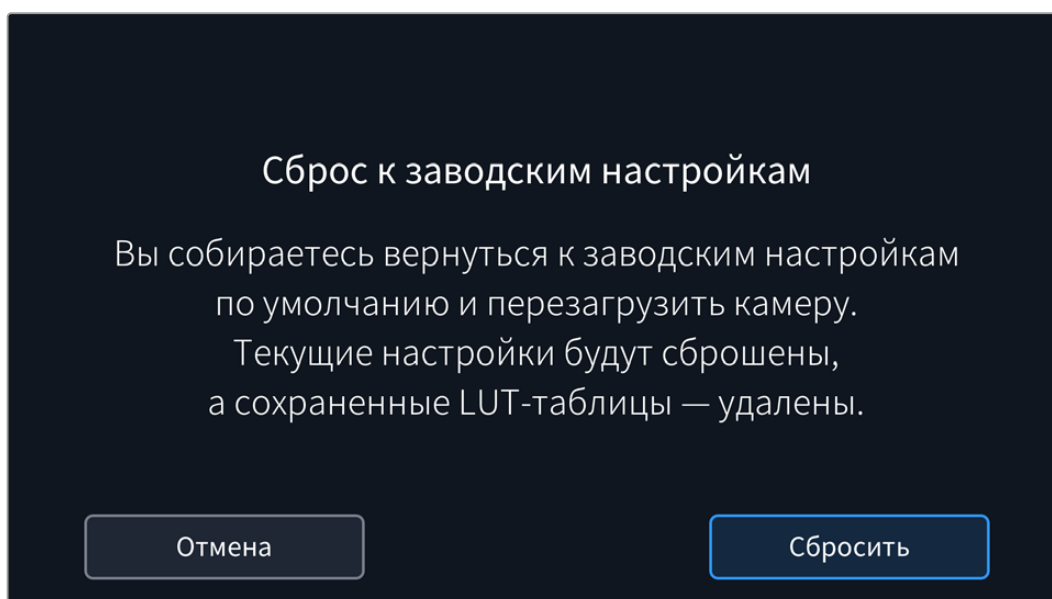 Сброс к заводским настройкам
Вы собираетесь вернуться к заводским настройкам
по умолчанию и перезагрузить камеру.
Текущие настройки будут сброшены,
а сохраненные LUT-таблицы — удалены.
Отмена
Сбросить